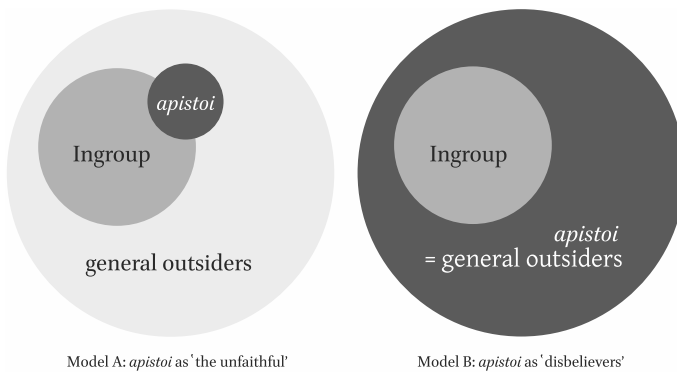 apistoi
Ingroup
general outsiders
Model A: apistoi as ‛the unfaithful’
Ingroup
apistoi
= general outsiders
Model B: apistoi as ‛disbelievers’